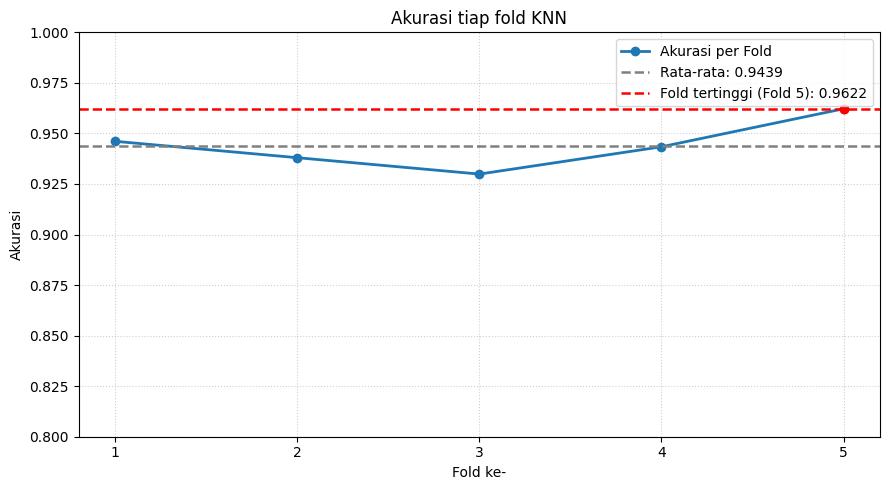 Akurasi tiap fold KNN
Akurasi per Fold
Rata-rata: 0.9439
Fold tertinggi (Fold 5): 0.9622
Akurasi
1.000
0.975
0.950
0.925
0.900
0.875
0.850
0.825
0.800
1 2 3 4 5
Fold ke-